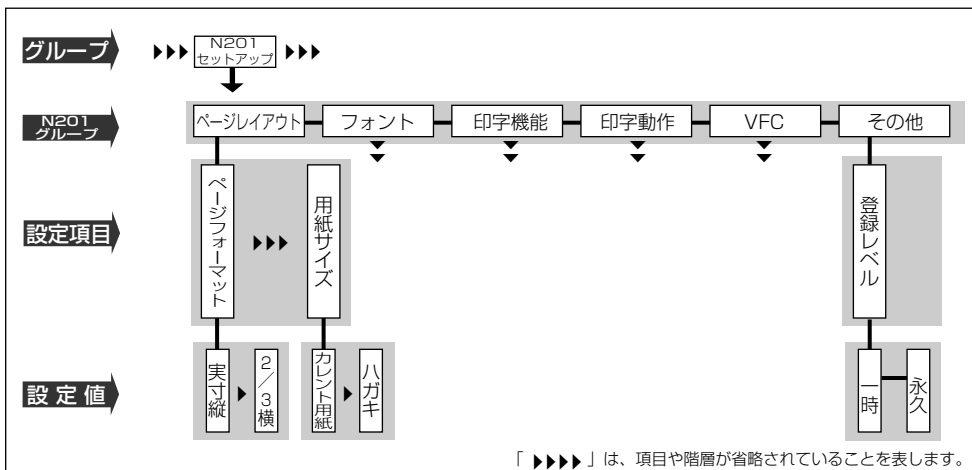 グループ
N201
セットアップ
N201
グループ
ページレイアウト
フォント
印字機能
印字動作
VFC
その他
設定項目
ページフォーマット
用紙サイズ
登録レベル
設定値
実寸縦
2/3横
カレント用紙
ハガキ
一時
永久
「 」は、項目や階層が省略されていることを表します。